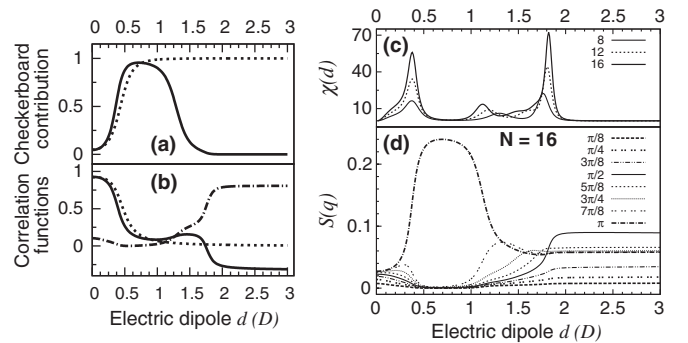 0 0.5 1 1.5 2 2.5 3
Checkerboard
contribution
1
0.5
0
(a)
Correlation
functions
1
0.5
0
(b)
0 0.5 1 1.5 2 2.5 3
Electric dipole d (D)
0 0.5 1 1.5 2 2.5 3
χ(d)
70
40
10
(c)
8
12
16
S(q)
0.2
0.1
0
(d)
N = 16
π/8
π/4
3π/8
π/2
5π/8
3π/4
7π/8
π
0 0.5 1 1.5 2 2.5 3
Electric dipole d (D)